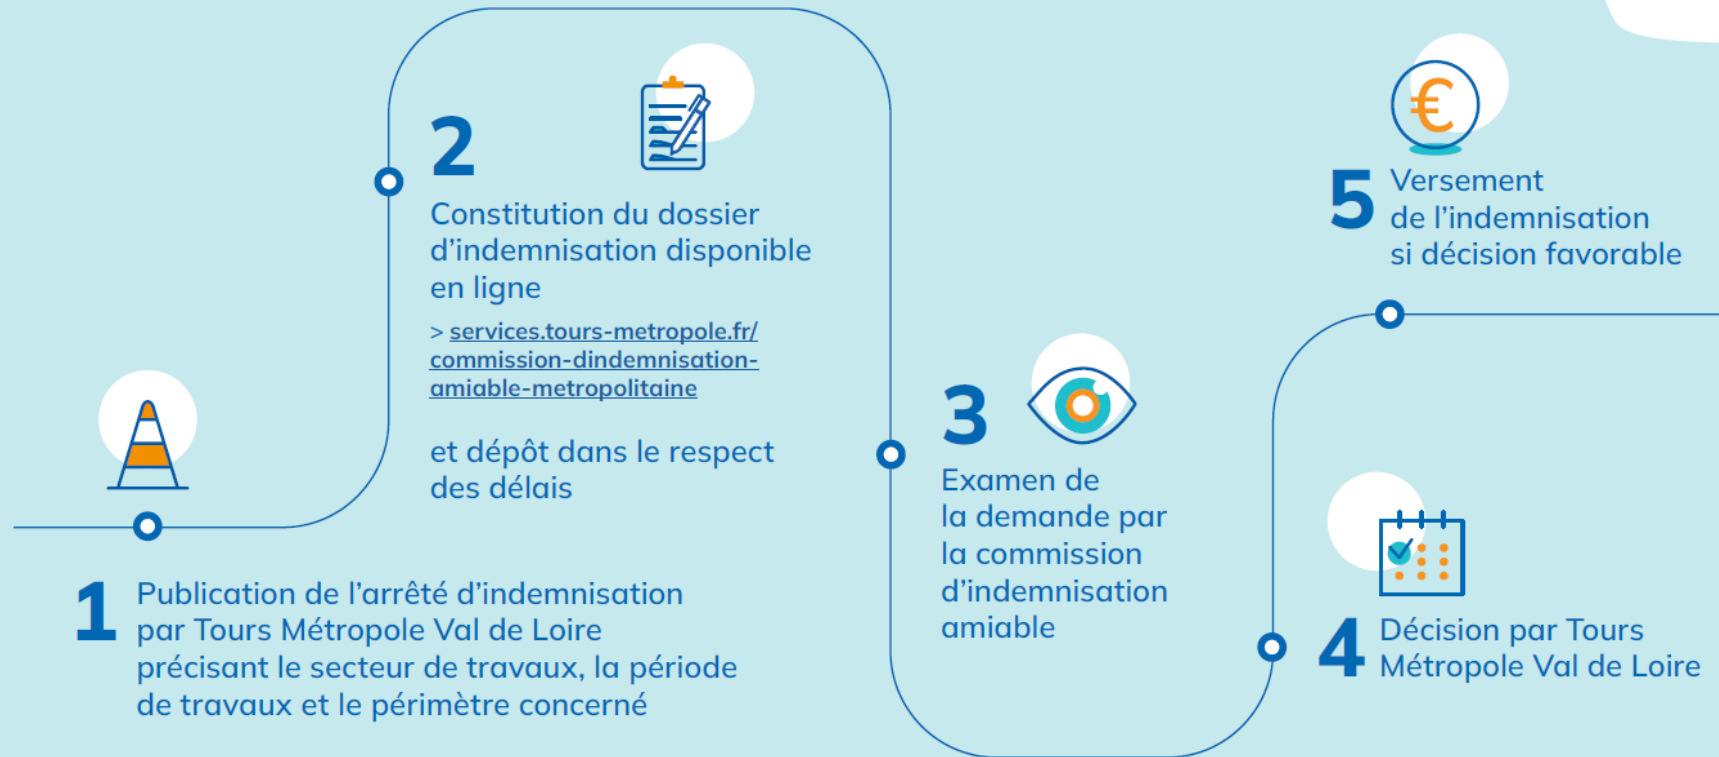 1
Publication de l'arrêté d'indemnisation
par Tours Métropole Val de Loire
précisant le secteur de travaux, la période
de travaux et le périmètre concerné
2
Constitution du dossier
d'indemnisation disponible
en ligne
> services.tours-metropole.fr/
commission-dindemnisation-
amiable-metropolitaine
et dépôt dans le respect
des délais
3
Examen de
la demande par
la commission
d'indemnisation
amiable
4
Décision par Tours
Métropole Val de Loire
€
5
Versement
de l'indemnisation
si décision favorable